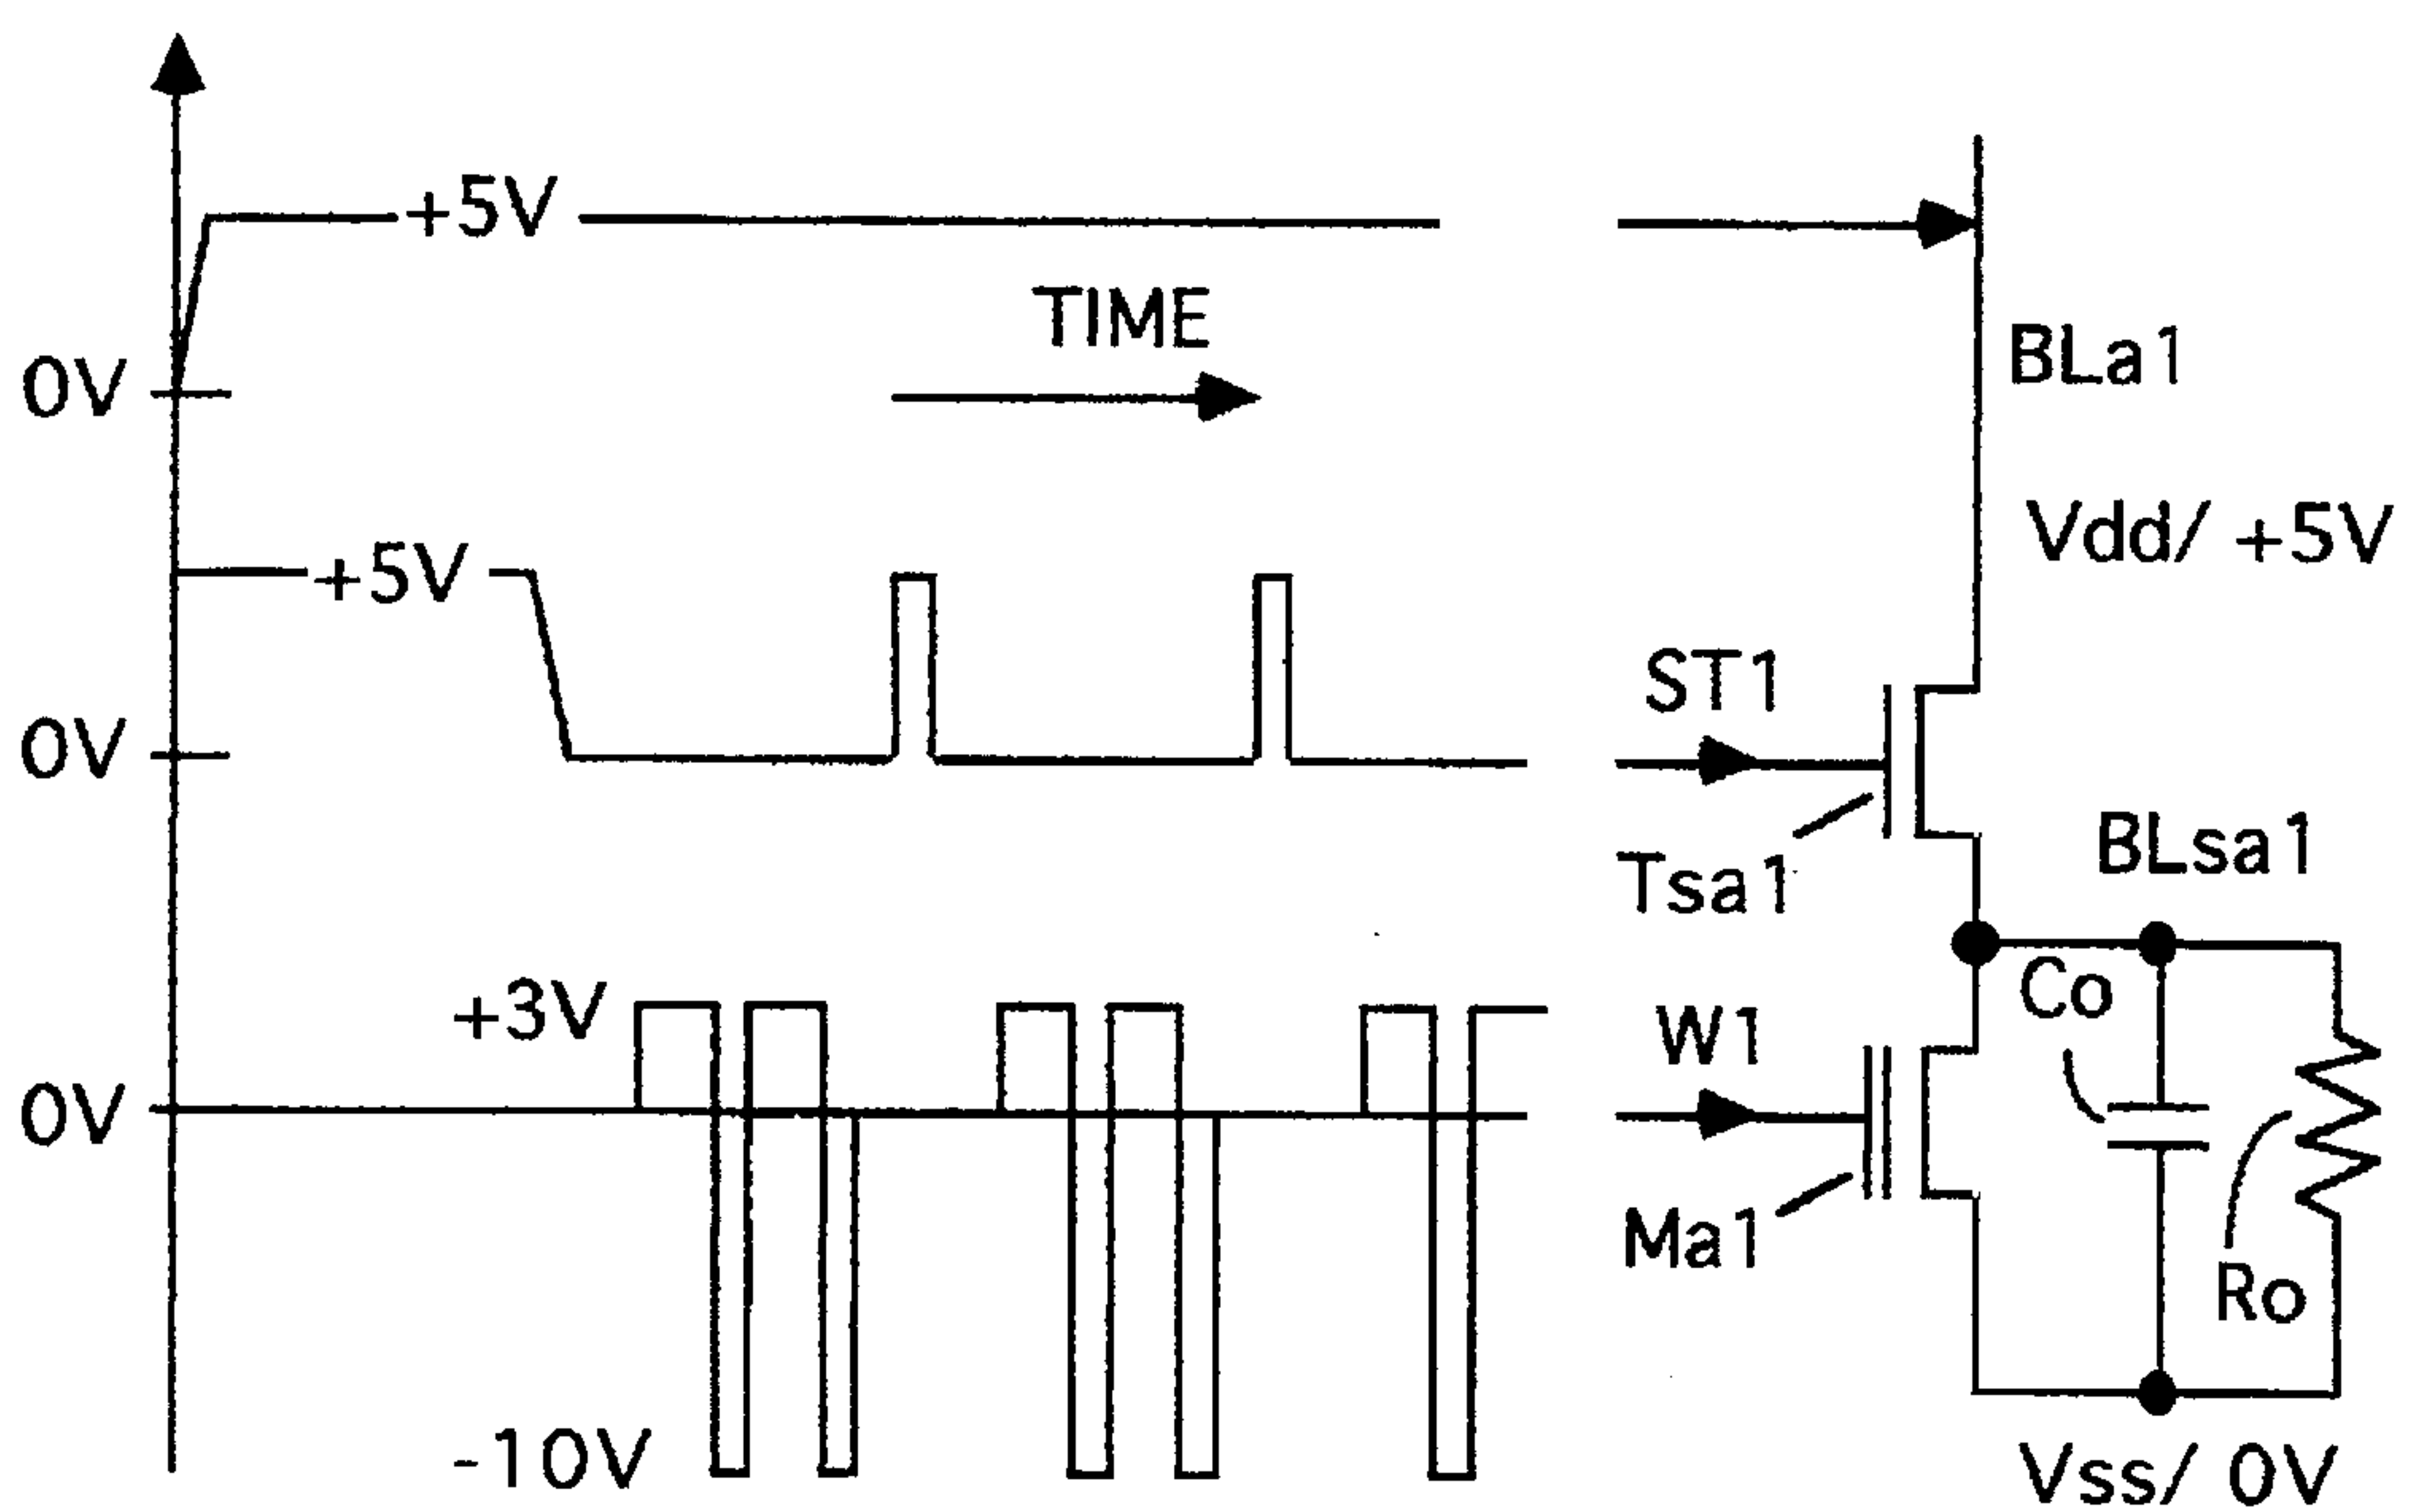 +5V
TIME
0V
BLa1
Vdd/ +5V
+5V
ST1
0V
Tsa1
BLsa1
+3V
Co
W1
0V
Ma1
Ro
-10V
Vss/ 0V